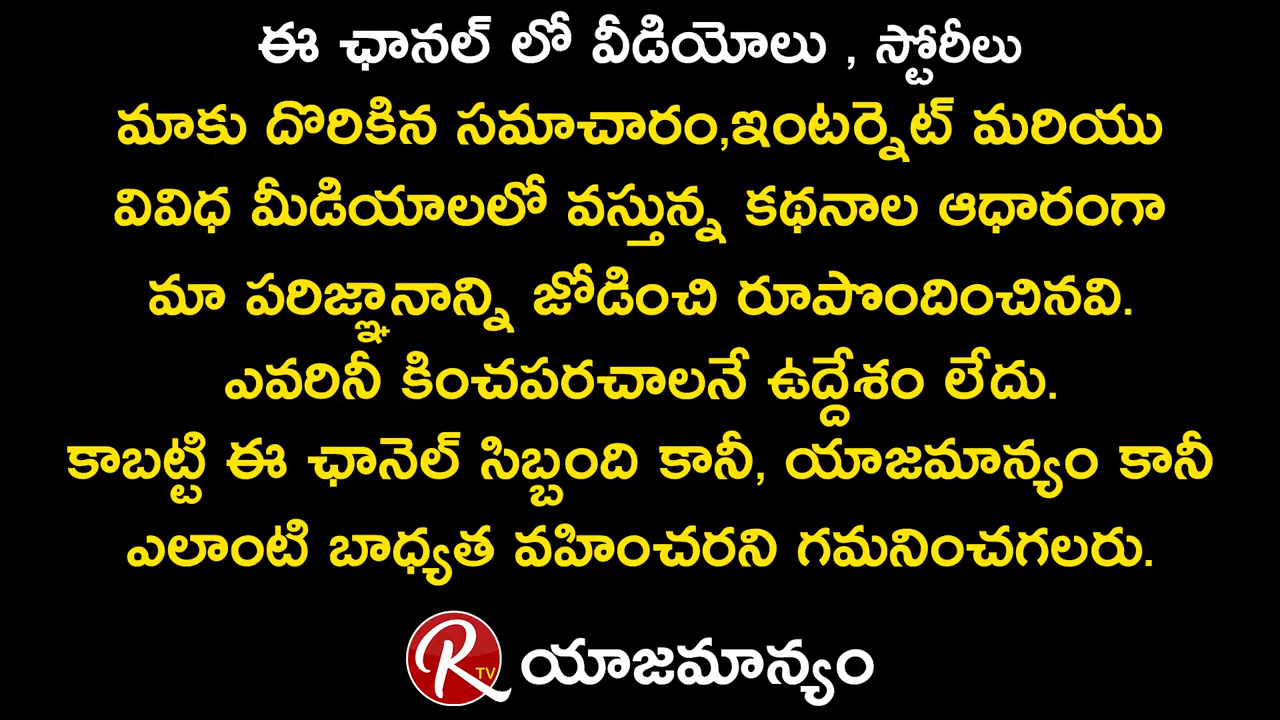 ఈ ఛానల్ లో వీడియోలు , స్టోరీలు
మాకు దొరికిన సమాచారం,ఇంటర్నెట్ మరియు
వివిధ మీడియాలలో వస్తున్న కథనాల ఆధారంగా
మా పరిజ్ఞానాన్ని జోడించి రూపొందించినవి.
ఎవరినీ కించపరచాలనే ఉద్దేశం లేదు.
కాబట్టి ఈ ఛానెల్ సిబ్బంది కానీ, యాజమాన్యం కానీ
ఎలాంటి బాధ్యత వహించరని గమనించగలరు.
R TV యాజమాన్యం